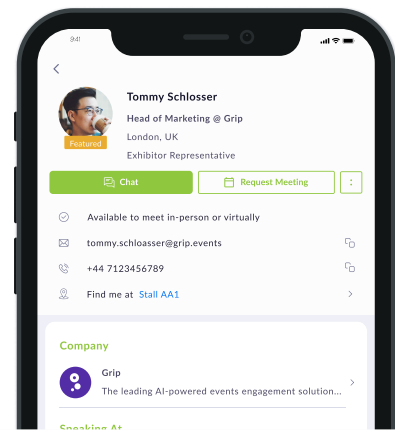 9:41
Tommy Schlosser
Head of Marketing @ Grip
London, UK
Featured
Exhibitor Representative
Chat
Request Meeting
Available to meet in-person or virtually
tommy.schloasser@grip.events
+44 7123456789
Find me at Stall AA1
Company
Grip
The leading AI-powered events engagement solution...
Speaking At